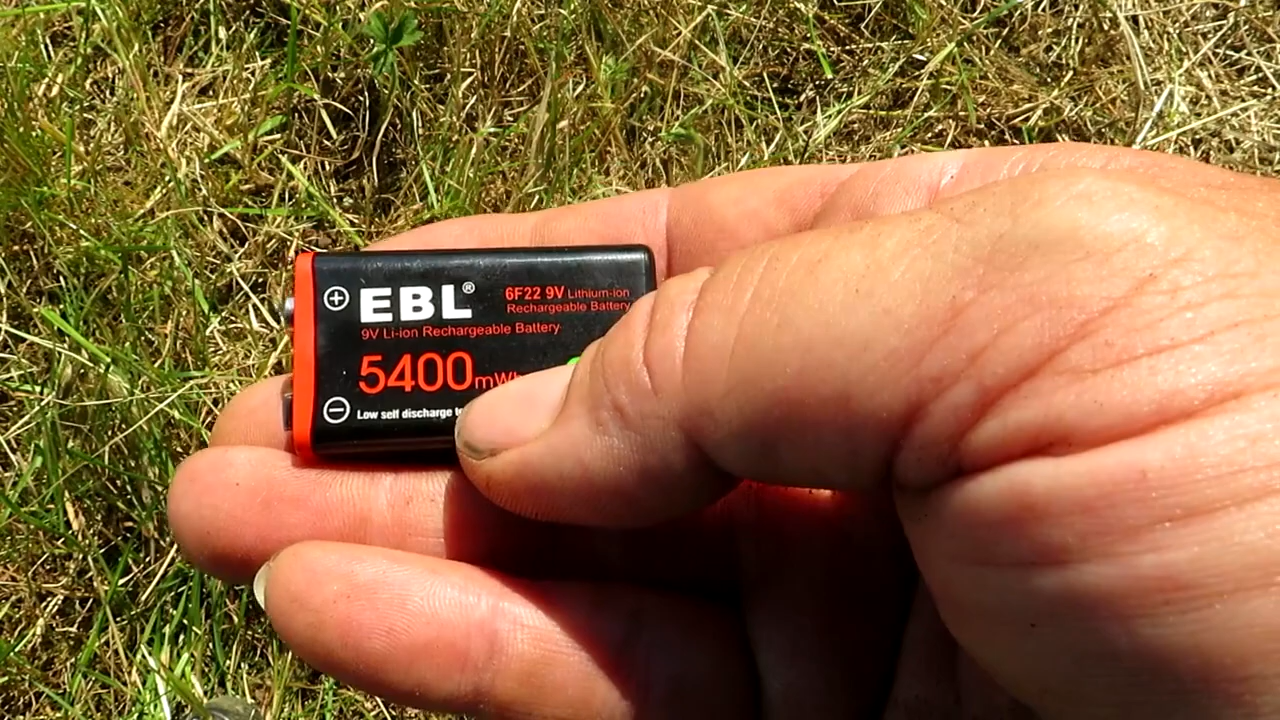 EBL®
6F22 9V Lithium-ion
Rechargeable Battery
9V Li-ion Rechargeable Battery
5400mWh
Low self discharge